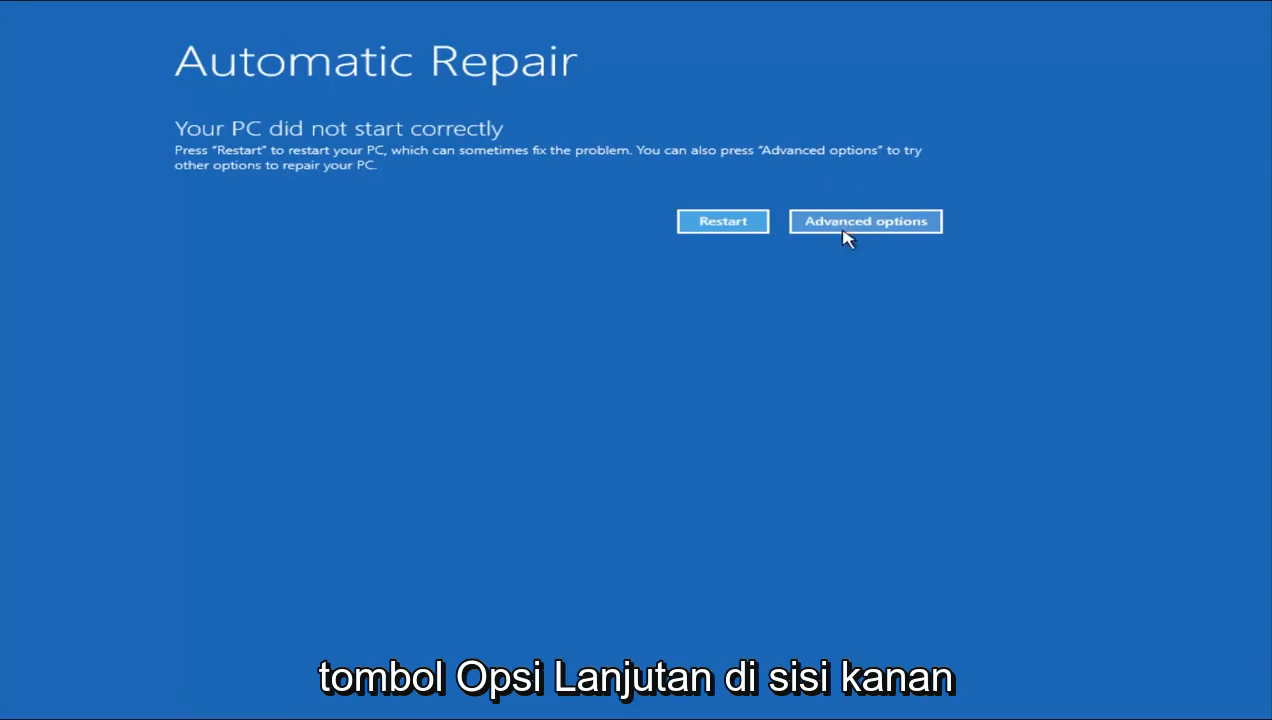 Automatic Repair
Your PC did not start correctly
Press "Restart" to restart your PC, which can sometimes fix the problem. You can also press "Advanced options" to try
other options to repair your PC.
Restart
Advanced options
tombol Opsi Lanjutan di sisi kanan